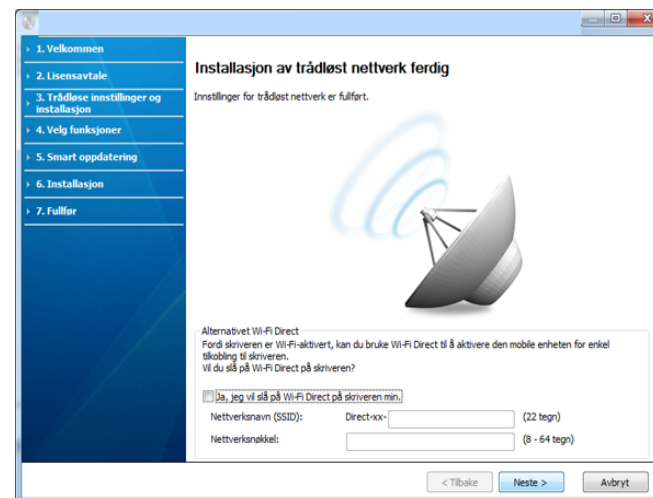 1. Velkommen
2. Lisensavtale
3. Trådløse innstillinger og
installasjon
4. Velg funksjoner
5. Smart oppdatering
6. Installasjon
7. Fullfør
Installasjon av trådløst nettverk ferdig
Innstillinger for trådløst nettverk er fullført.
Alternativet Wi-Fi Direct
Fordi skriveren er Wi-Fi-aktivert, kan du bruke Wi-Fi Direct til å aktivere den mobile enheten for enkel
tilkobling til skriveren.
Vil du slå på Wi-Fi Direct på skriveren?
Ja, jeg vil slå på Wi-Fi Direct på skriveren min.
Nettverksnavn (SSID): Direct-xx- (22 tegn)
Nettverksnøkkel: (8 - 64 tegn)
< Tilbake Neste > Avbryt